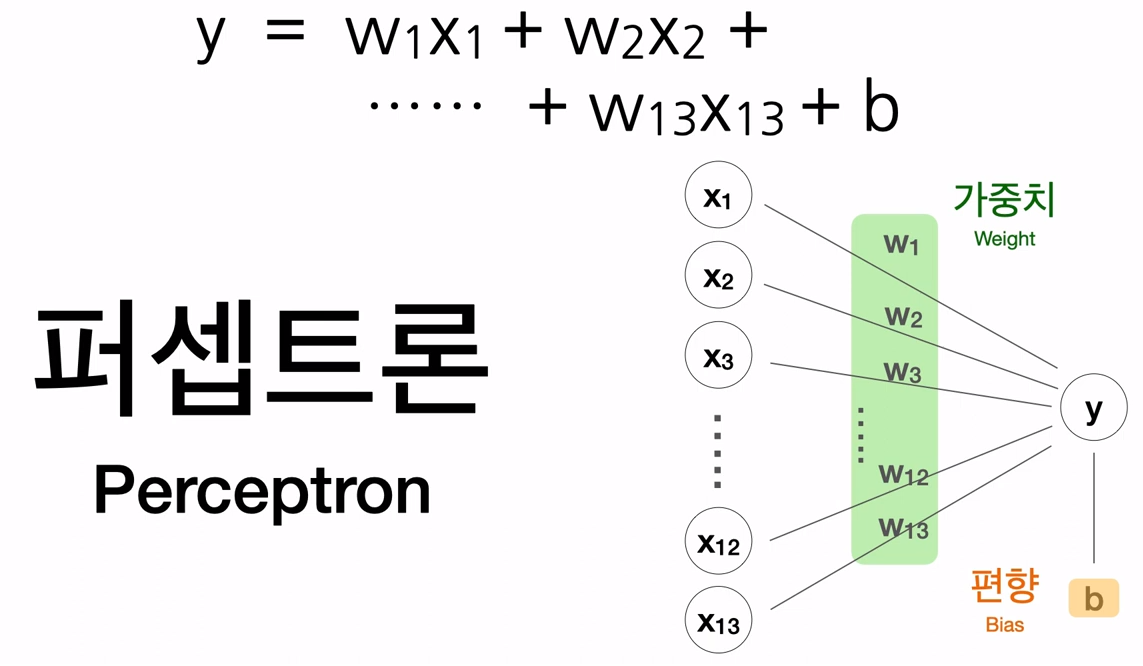 y = w₁x₁ + w₂x₂ +
...... + w₁₃x₁₃ + b
퍼셉트론
Perceptron
x₁
x₂
x₃
x₁₂
x₁₃
가중치
Weight
w₁
w₂
w₃
w₁₂
w₁₃
y
편향
Bias
b